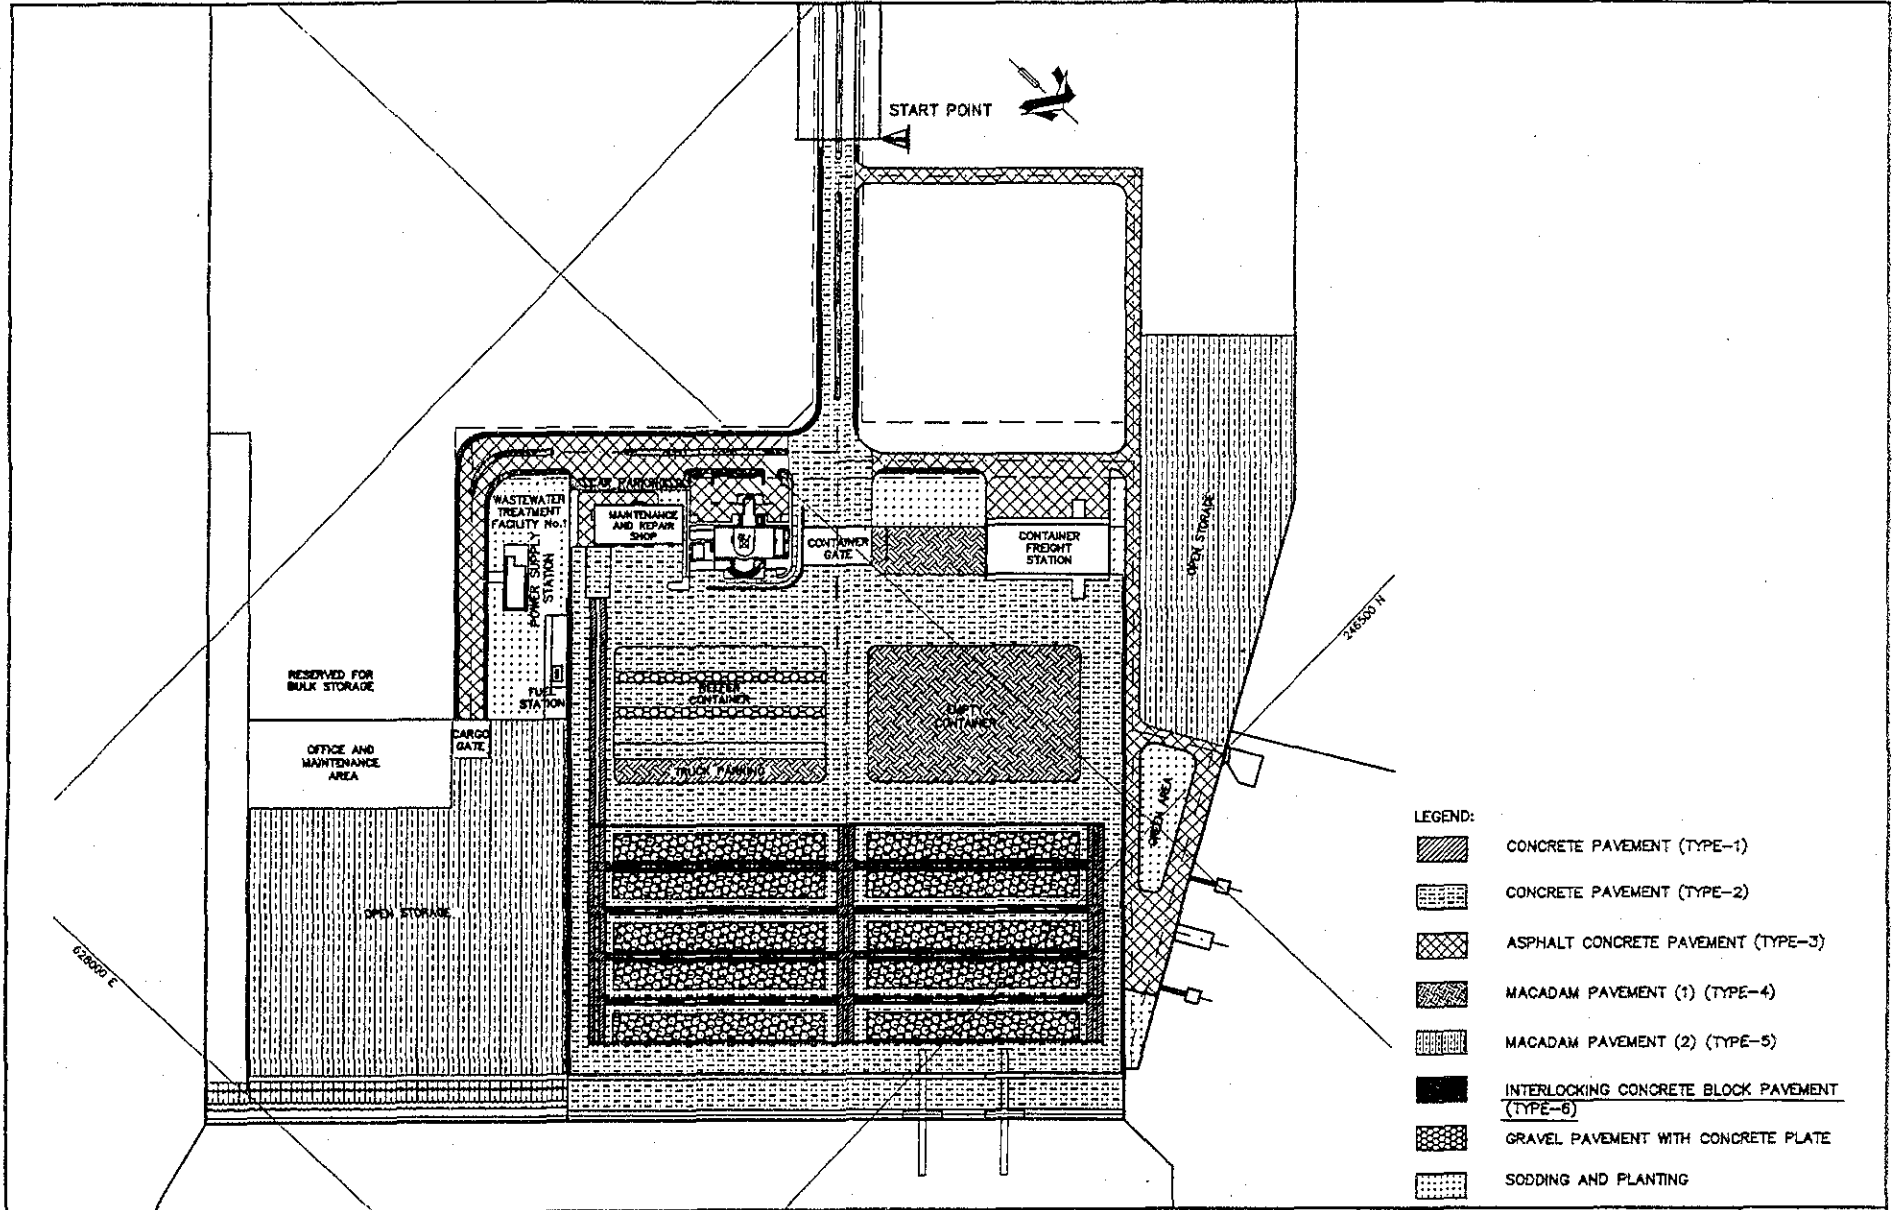 START POINT
CAR PARKING
WASTEWATER
TREATMENT
FACILITY No.1
MAINTENANCE
AND REPAIR
SHOP
CONTAINER
GATE
CONTAINER
FREIGHT
STATION
OPEN STORAGE
POWER SUPPLY
STATION
246500 N
RESERVED FOR
BULK STORAGE
FUEL
STATION
REEFER
CONTAINER
EMPTY
CONTAINER
CARGO
GATE
OFFICE AND
MAINTENANCE
AREA
TRUCK PARKING
GREEN AREA
OPEN STORAGE
628000 E
LEGEND:
CONCRETE PAVEMENT (TYPE-1)
CONCRETE PAVEMENT (TYPE-2)
ASPHALT CONCRETE PAVEMENT (TYPE-3)
MACADAM PAVEMENT (1) (TYPE-4)
MACADAM PAVEMENT (2) (TYPE-5)
INTERLOCKING CONCRETE BLOCK PAVEMENT
(TYPE-6)
GRAVEL PAVEMENT WITH CONCRETE PLATE
SODDING AND PLANTING